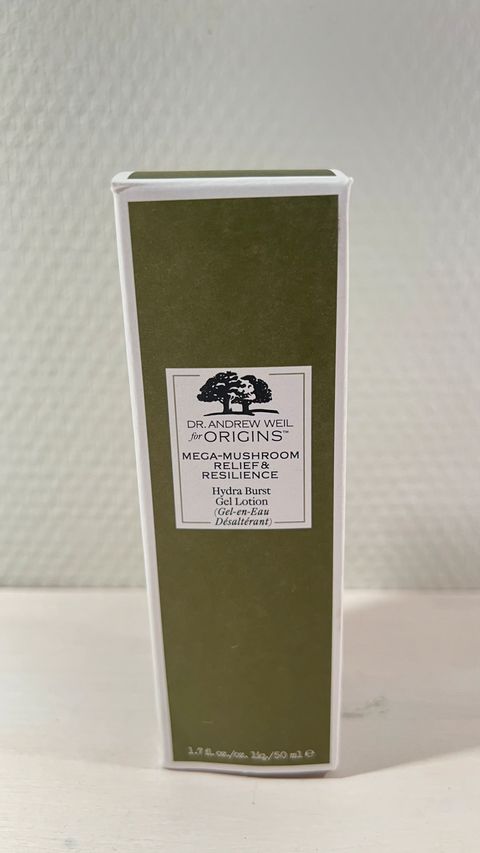 DR. ANDREW WEIL
for ORIGINS™
MEGA-MUSHROOM
RELIEF &
RESILIENCE
Hydra Burst
Gel Lotion
(Gel-en-Eau
Désaltérant)
1.7 fl. oz./oz. liq./50 ml ℮